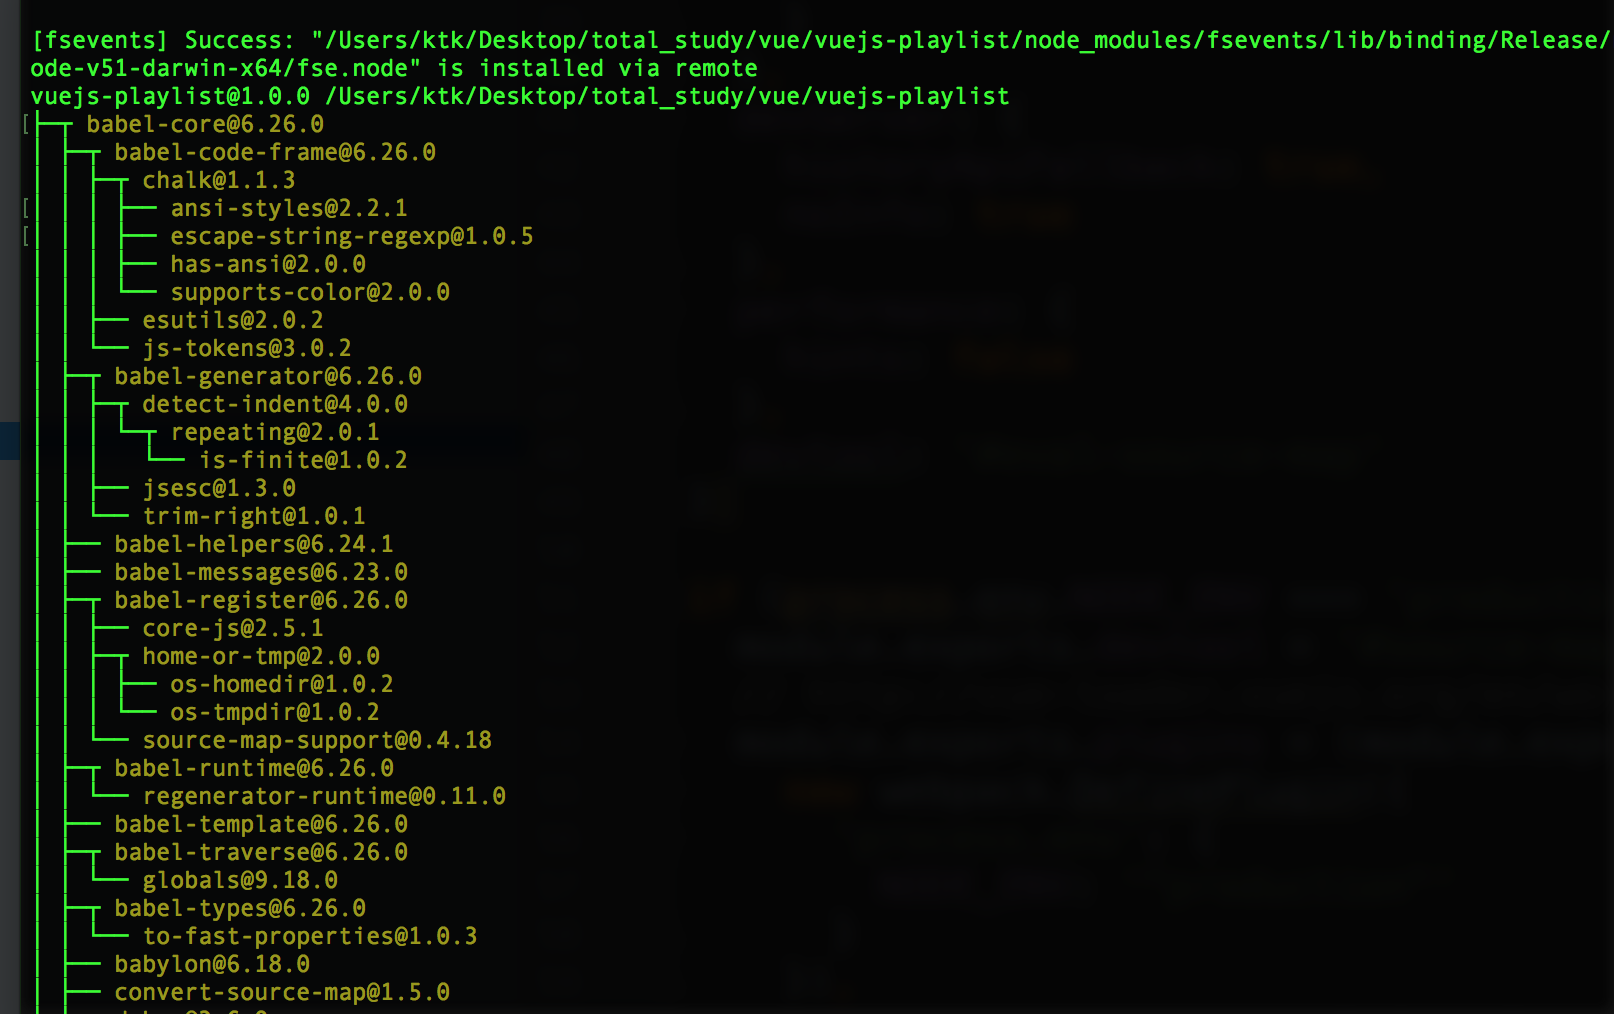 [fsevents] Success: "/Users/ktk/Desktop/total_study/vue/vuejs-playlist/node_modules/fsevents/lib/binding/Release/
ode-v51-darwin-x64/fse.node" is installed via remote
vuejs-playlist@1.0.0 /Users/ktk/Desktop/total_study/vue/vuejs-playlist
[├─┬ babel-core@6.26.0
│ ├─┬ babel-code-frame@6.26.0
│ │ ├─┬ chalk@1.1.3
[│ │ │ ├── ansi-styles@2.2.1
[│ │ │ ├── escape-string-regexp@1.0.5
│ │ │ ├── has-ansi@2.0.0
│ │ │ └── supports-color@2.0.0
│ │ ├── esutils@2.0.2
│ │ └── js-tokens@3.0.2
│ ├─┬ babel-generator@6.26.0
│ │ ├─┬ detect-indent@4.0.0
│ │ │ └─┬ repeating@2.0.1
│ │ │   └── is-finite@1.0.2
│ │ ├── jsesc@1.3.0
│ │ └── trim-right@1.0.1
│ ├── babel-helpers@6.24.1
│ ├── babel-messages@6.23.0
│ ├─┬ babel-register@6.26.0
│ │ ├── core-js@2.5.1
│ │ ├─┬ home-or-tmp@2.0.0
│ │ │ ├── os-homedir@1.0.2
│ │ │ └── os-tmpdir@1.0.2
│ │ └── source-map-support@0.4.18
│ ├─┬ babel-runtime@6.26.0
│ │ └── regenerator-runtime@0.11.0
│ ├── babel-template@6.26.0
│ ├─┬ babel-traverse@6.26.0
│ │ └── globals@9.18.0
│ ├─┬ babel-types@6.26.0
│ │ └── to-fast-properties@1.0.3
│ ├── babylon@6.18.0
│ ├── convert-source-map@1.5.0